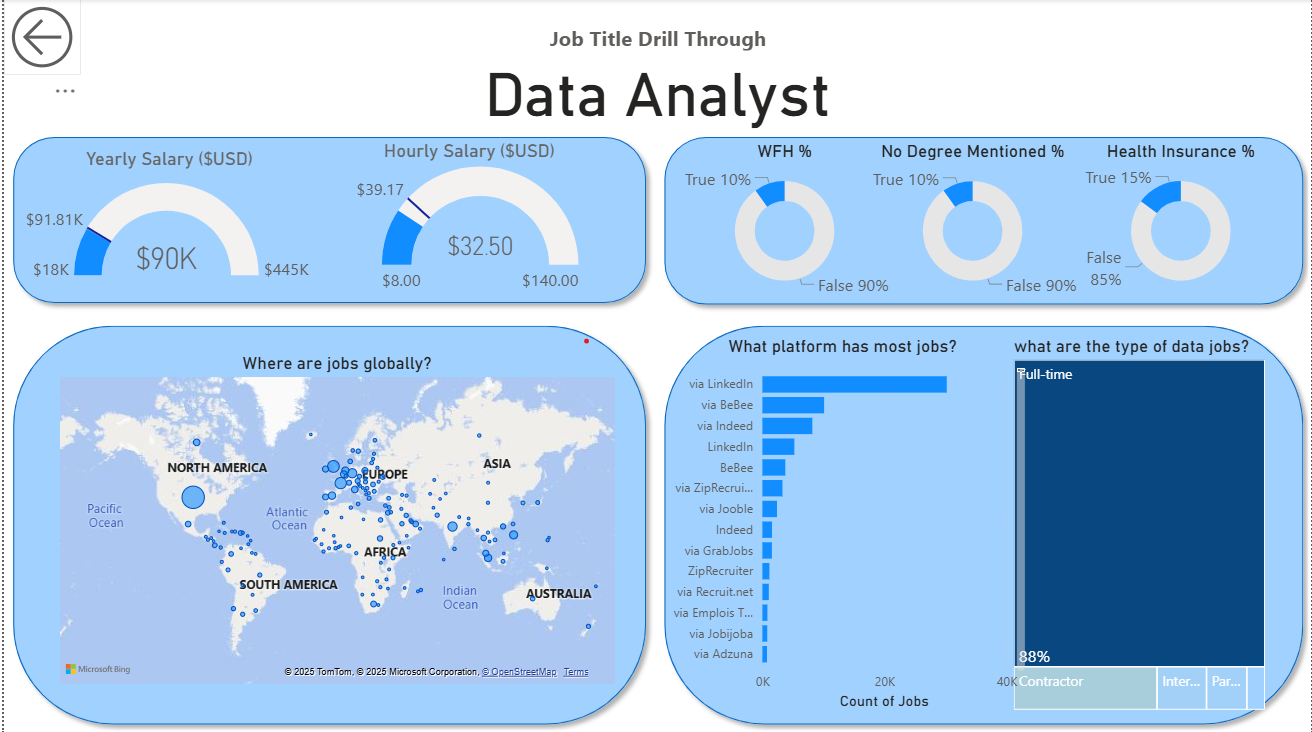 Job Title Drill Through
Data Analyst
Yearly Salary ($USD)
$91.81K
$18K
$90K
$445K
Hourly Salary ($USD)
$39.17
$32.50
$8.00
$140.00
WFH %
True 10%
False 90%
No Degree Mentioned %
True 10%
False 90%
Health Insurance %
True 15%
False
85%
Where are jobs globally?
NORTH AMERICA
EUROPE
ASIA
Pacific
Ocean
Atlantic
Ocean
AFRICA
SOUTH AMERICA
Indian
Ocean
AUSTRALIA
Microsoft Bing
© 2025 TomTom, © 2025 Microsoft Corporation, © OpenStreetMap Terms
What platform has most jobs?
via LinkedIn
via BeBee
via Indeed
LinkedIn
BeBee
via ZipRecrui...
via Jooble
Indeed
via GrabJobs
ZipRecruiter
via Recruit.net
via Emplois T...
via Jobijoba
via Adzuna
0K
20K
40K
Count of Jobs
what are the type of data jobs?
Full-time
88%
Contractor
Inter...
Par...